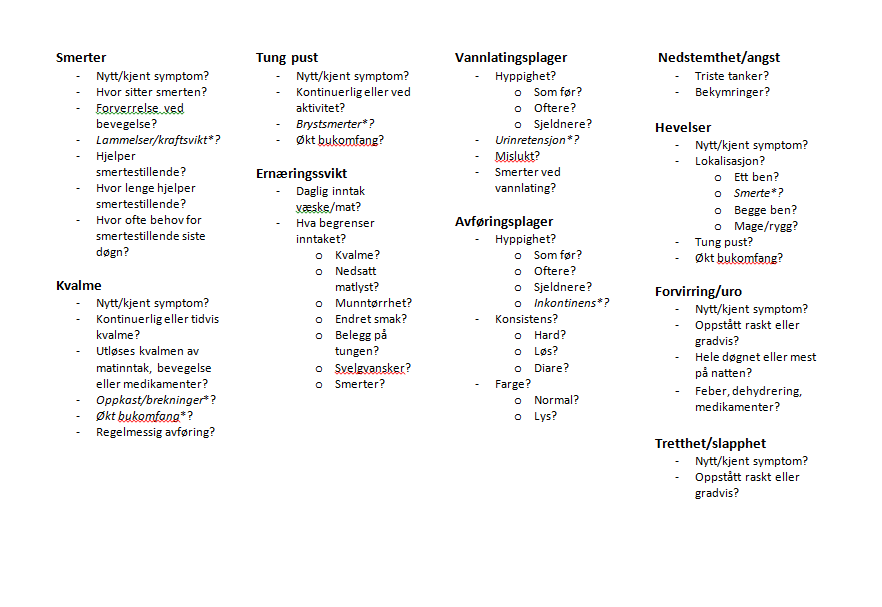 Smerter
- Nytt/kjent symptom?
- Hvor sitter smerten?
- Forverrelse ved
bevegelse?
- Lammelser/kraftsvikt*?
- Hjelper
smertestillende?
- Hvor lenge hjelper
smertestillende?
- Hvor ofte behov for
smertestillende siste
døgn?
Kvalme
- Nytt/kjent symptom?
- Kontinuerlig eller tidvis
kvalme?
- Utløses kvalmen av
matinntak, bevegelse
eller medikamenter?
- Oppkast/brekninger*?
- Økt bukomfang*?
- Regelmessig avføring?
Tung pust
- Nytt/kjent symptom?
- Kontinuerlig eller ved
aktivitet?
- Brystsmerter*?
- Økt bukomfang?
Ernæringssvikt
- Daglig inntak
væske/mat?
- Hva begrenser
inntaket?
o Kvalme?
o Nedsatt
matlyst?
o Munntørrhet?
o Endret smak?
o Belegg på
tungen?
o Svelgvansker?
o Smerter?
Vannlatingsplager
- Hyppighet?
o Som før?
o Oftere?
o Sjeldnere?
- Urinretensjon*?
- Mislukt?
- Smerter ved
vannlating?
Avføringsplager
- Hyppighet?
o Som før?
o Oftere?
o Sjeldnere?
o Inkontinens*?
- Konsistens?
o Hard?
o Løs?
o Diare?
- Farge?
o Normal?
o Lys?
Nedstemthet/angst
- Triste tanker?
- Bekymringer?
Hevelser
- Nytt/kjent symptom?
- Lokalisasjon?
o Ett ben?
o Smerte*?
o Begge ben?
o Mage/rygg?
- Tung pust?
- Økt bukomfang?
Forvirring/uro
- Nytt/kjent symptom?
- Oppstått raskt eller
gradvis?
- Hele døgnet eller mest
på natten?
- Feber, dehydrering,
medikamenter?
Tretthet/slapphet
- Nytt/kjent symptom?
- Oppstått raskt eller
gradvis?